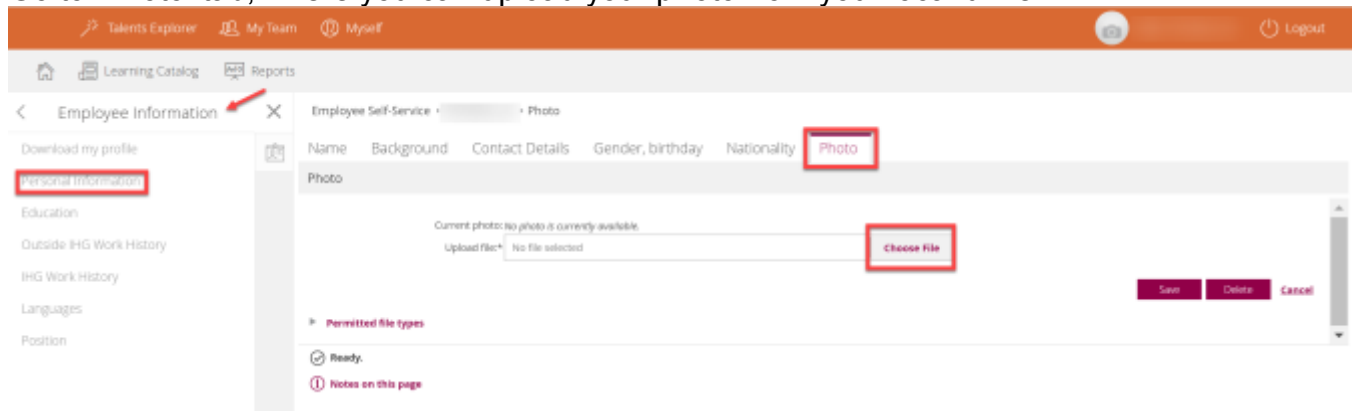 Talents Explorer My Team Myself Logout
Learning Catalog Reports
Employee Information
Download my profile
Personal Information
Education
Outside IHG Work History
IHG Work History
Languages
Position
Employee Self-Service › › Photo
Name Background Contact Details Gender, birthday Nationality Photo
Photo
Current photo: No photo is currently available.
Upload file:* No file selected Choose File
Save Delete Cancel
Permitted file types
Ready.
Notes on this page